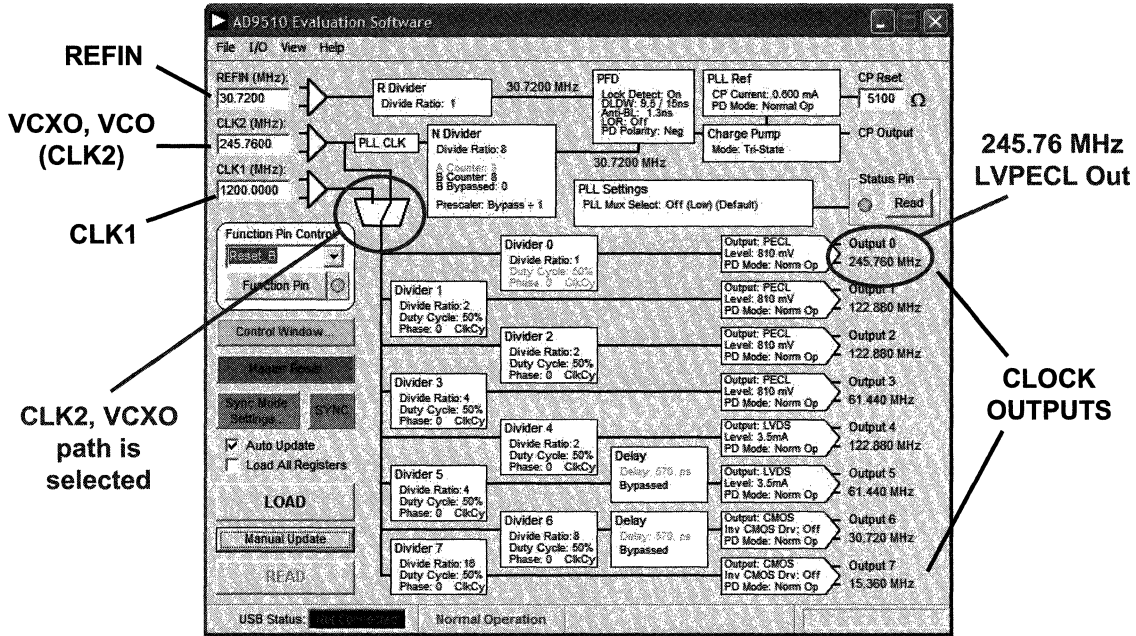 AD9510 Evaluation Software
File I/O View Help
REFIN
VCXO, VCO
(CLK2)
CLK1
CLK2, VCXO
path is
selected
245.76 MHz
LVPECL Out
CLOCK
OUTPUTS
REFIN (MHz):
30.7200
CLK2 (MHz):
245.7600
CLK1 (MHz):
1200.0000
R Divider
Divide Ratio: 1
30.7200 MHz
PFD
Lock Detect: On
DLDW: 9.5 / 15ns
Anti-BL: 1.3ns
LOR: Off
PD Polarity: Neg
PLL Ref
CP Current: 0.600 mA
PD Mode: Normal Op
CP Rset
5100 Ω
PLL CLK
N Divider
Divide Ratio: 8
A Counter:
B Counter: 8
B Bypassed: 0
Prescaler: Bypass ÷ 1
30.7200 MHz
Charge Pump
Mode: Tri-State
CP Output
PLL Settings
PLL Mux Select: Off (Low) (Default)
Status Pin
Read
Function Pin Control
Reset_B
Function Pin
Control Window...
Master Reset
Sync Mode
Settings...
SYNC
Auto Update
Load All Registers
LOAD
Manual Update
READ
Divider 0
Divide Ratio: 1
Duty Cycle: 50%
Phase: 0 ClkCy
Output: PECL
Level: 810 mV
PD Mode: Norm Op
Output 0
245.760 MHz
Divider 1
Divide Ratio: 2
Duty Cycle: 50%
Phase: 0 ClkCy
Output: PECL
Level: 810 mV
PD Mode: Norm Op
Output 1
122.880 MHz
Divider 2
Divide Ratio: 2
Duty Cycle: 50%
Phase: 0 ClkCy
Output: PECL
Level: 810 mV
PD Mode: Norm Op
Output 2
122.880 MHz
Divider 3
Divide Ratio: 4
Duty Cycle: 50%
Phase: 0 ClkCy
Output: PECL
Level: 810 mV
PD Mode: Norm Op
Output 3
61.440 MHz
Divider 4
Divide Ratio: 2
Duty Cycle: 50%
Phase: 0 ClkCy
Output: LVDS
Level: 3.5mA
PD Mode: Norm Op
Output 4
122.880 MHz
Divider 5
Divide Ratio: 4
Duty Cycle: 50%
Phase: 0 ClkCy
Delay
Delay: 570. ps
Bypassed
Output: LVDS
Level: 3.5mA
PD Mode: Norm Op
Output 5
61.440 MHz
Divider 6
Divide Ratio: 8
Duty Cycle: 50%
Phase: 0 ClkCy
Delay
Delay: 570. ps
Bypassed
Output: CMOS
Inv CMOS Drv: Off
PD Mode: Norm Op
Output 6
30.720 MHz
Divider 7
Divide Ratio: 16
Duty Cycle: 50%
Phase: 0 ClkCy
Output: CMOS
Inv CMOS Drv: Off
PD Mode: Norm Op
Output 7
15.360 MHz
USB Status:
Normal Operation